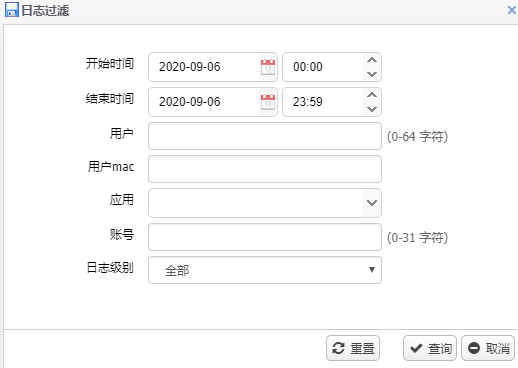 日志过滤
开始时间 2020-09-06 00:00
结束时间 2020-09-06 23:59
用户 (0-64 字符)
用户mac
应用
账号 (0-31 字符)
日志级别 全部
重置 查询 取消